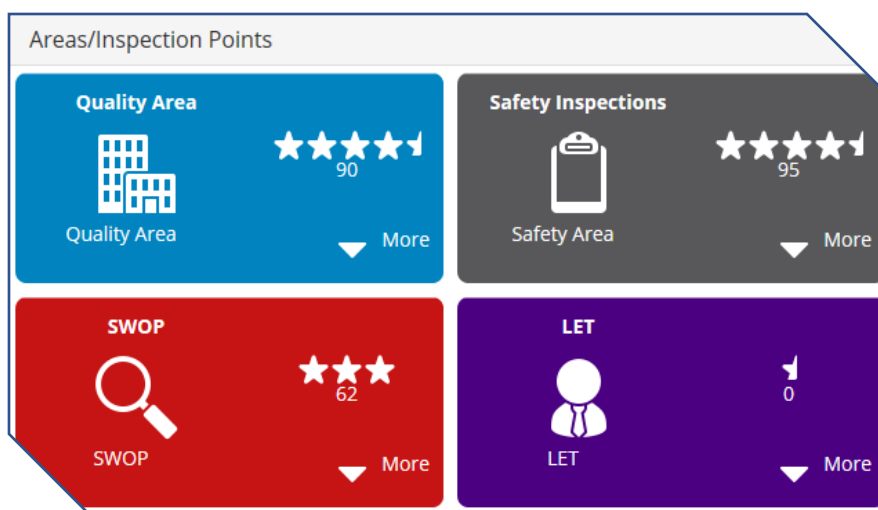 Areas/Inspection Points
Quality Area
90
Quality Area
More
Safety Inspections
95
Safety Area
More
SWOP
62
SWOP
More
LET
0
LET
More